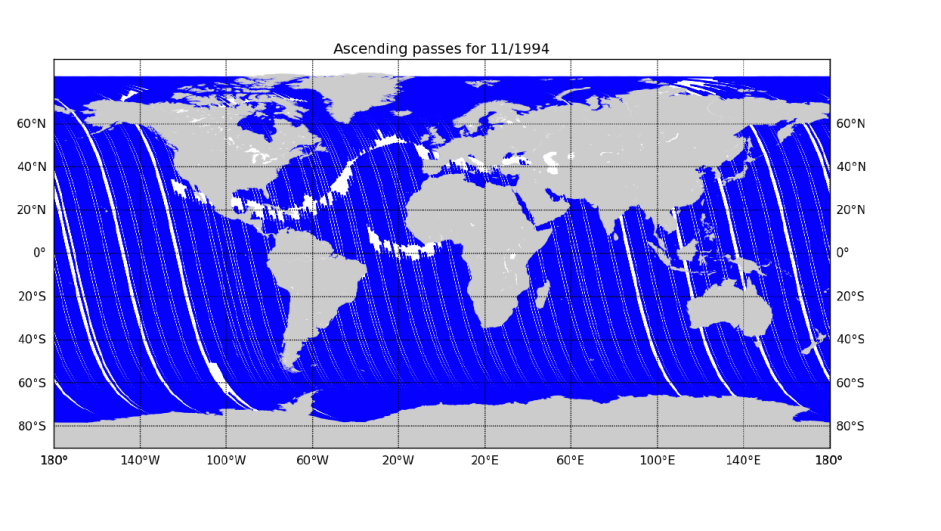 Ascending passes for 11/1994
60°N 60°N
40°N 40°N
20°N 20°N
0° 0°
20°S 20°S
40°S 40°S
60°S 60°S
80°S 80°S
180° 140°W 100°W 60°W 20°W 20°E 60°E 100°E 140°E 180°